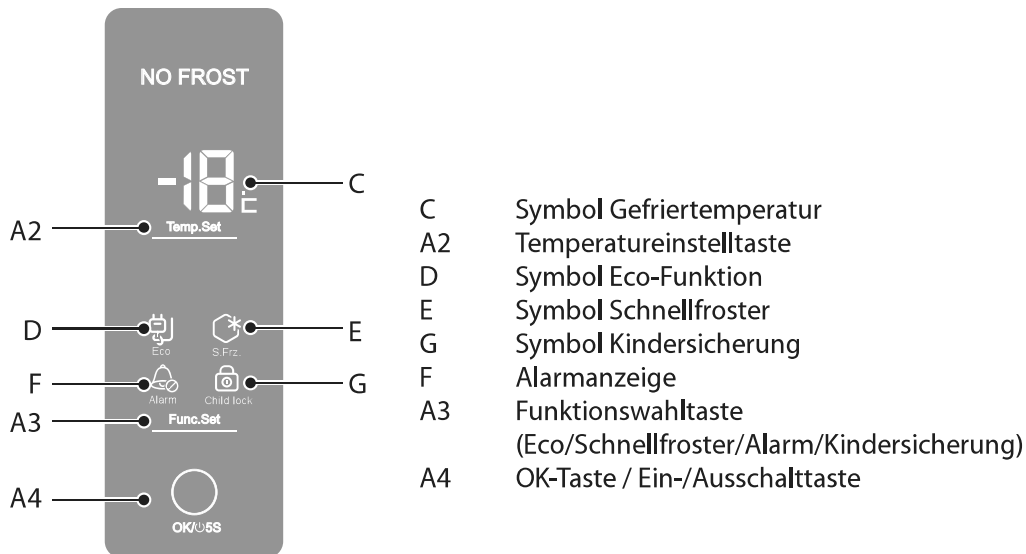 NO FROST
-18
C
A2
Temp.Set
D
E
Eco
S.Frz.
F
G
Alarm
Child lock
A3
Func.Set
A4
OK/⏻5S
C Symbol Gefriertemperatur
A2 Temperatureinstelltaste
D Symbol Eco-Funktion
E Symbol Schnellfroster
G Symbol Kindersicherung
F Alarmanzeige
A3 Funktionswahltaste
(Eco/Schnellfroster/Alarm/Kindersicherung)
A4 OK-Taste / Ein-/Ausschalttaste